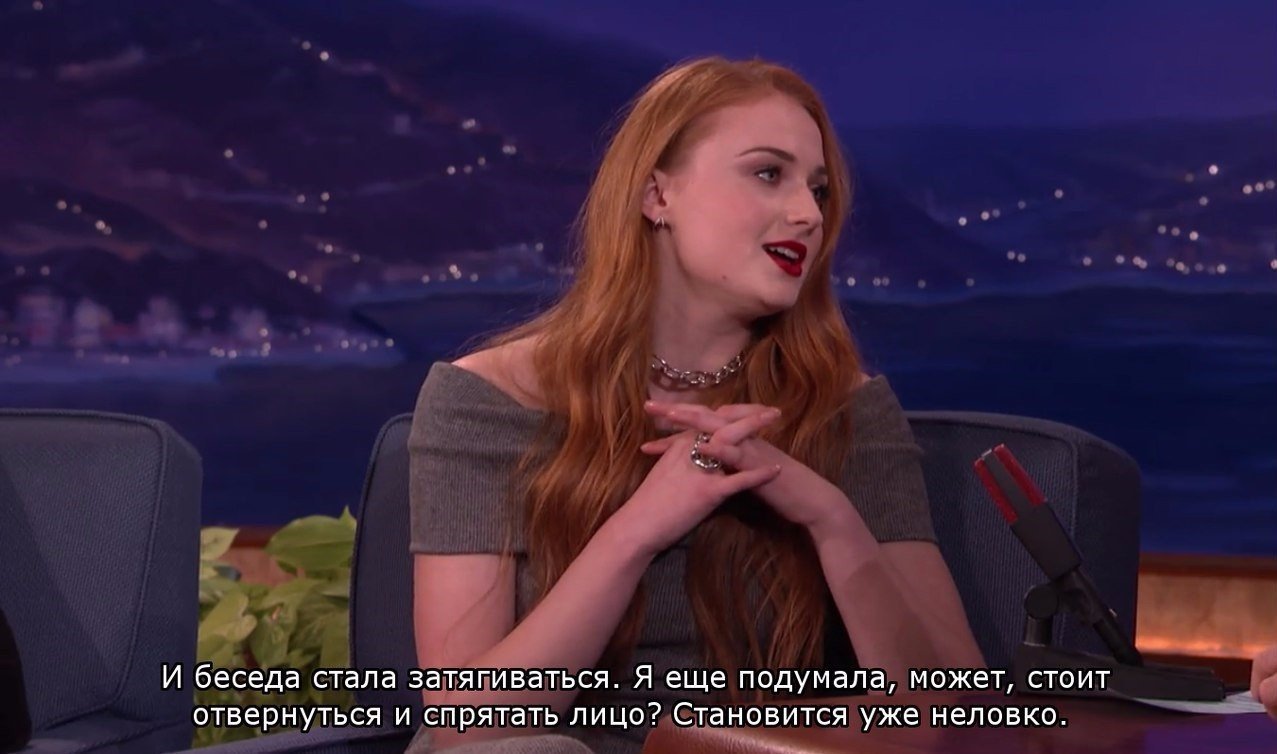 И беседа стала затягиваться. Я еще подумала, может, стоит
отвернуться и спрятать лицо? Становится уже неловко.